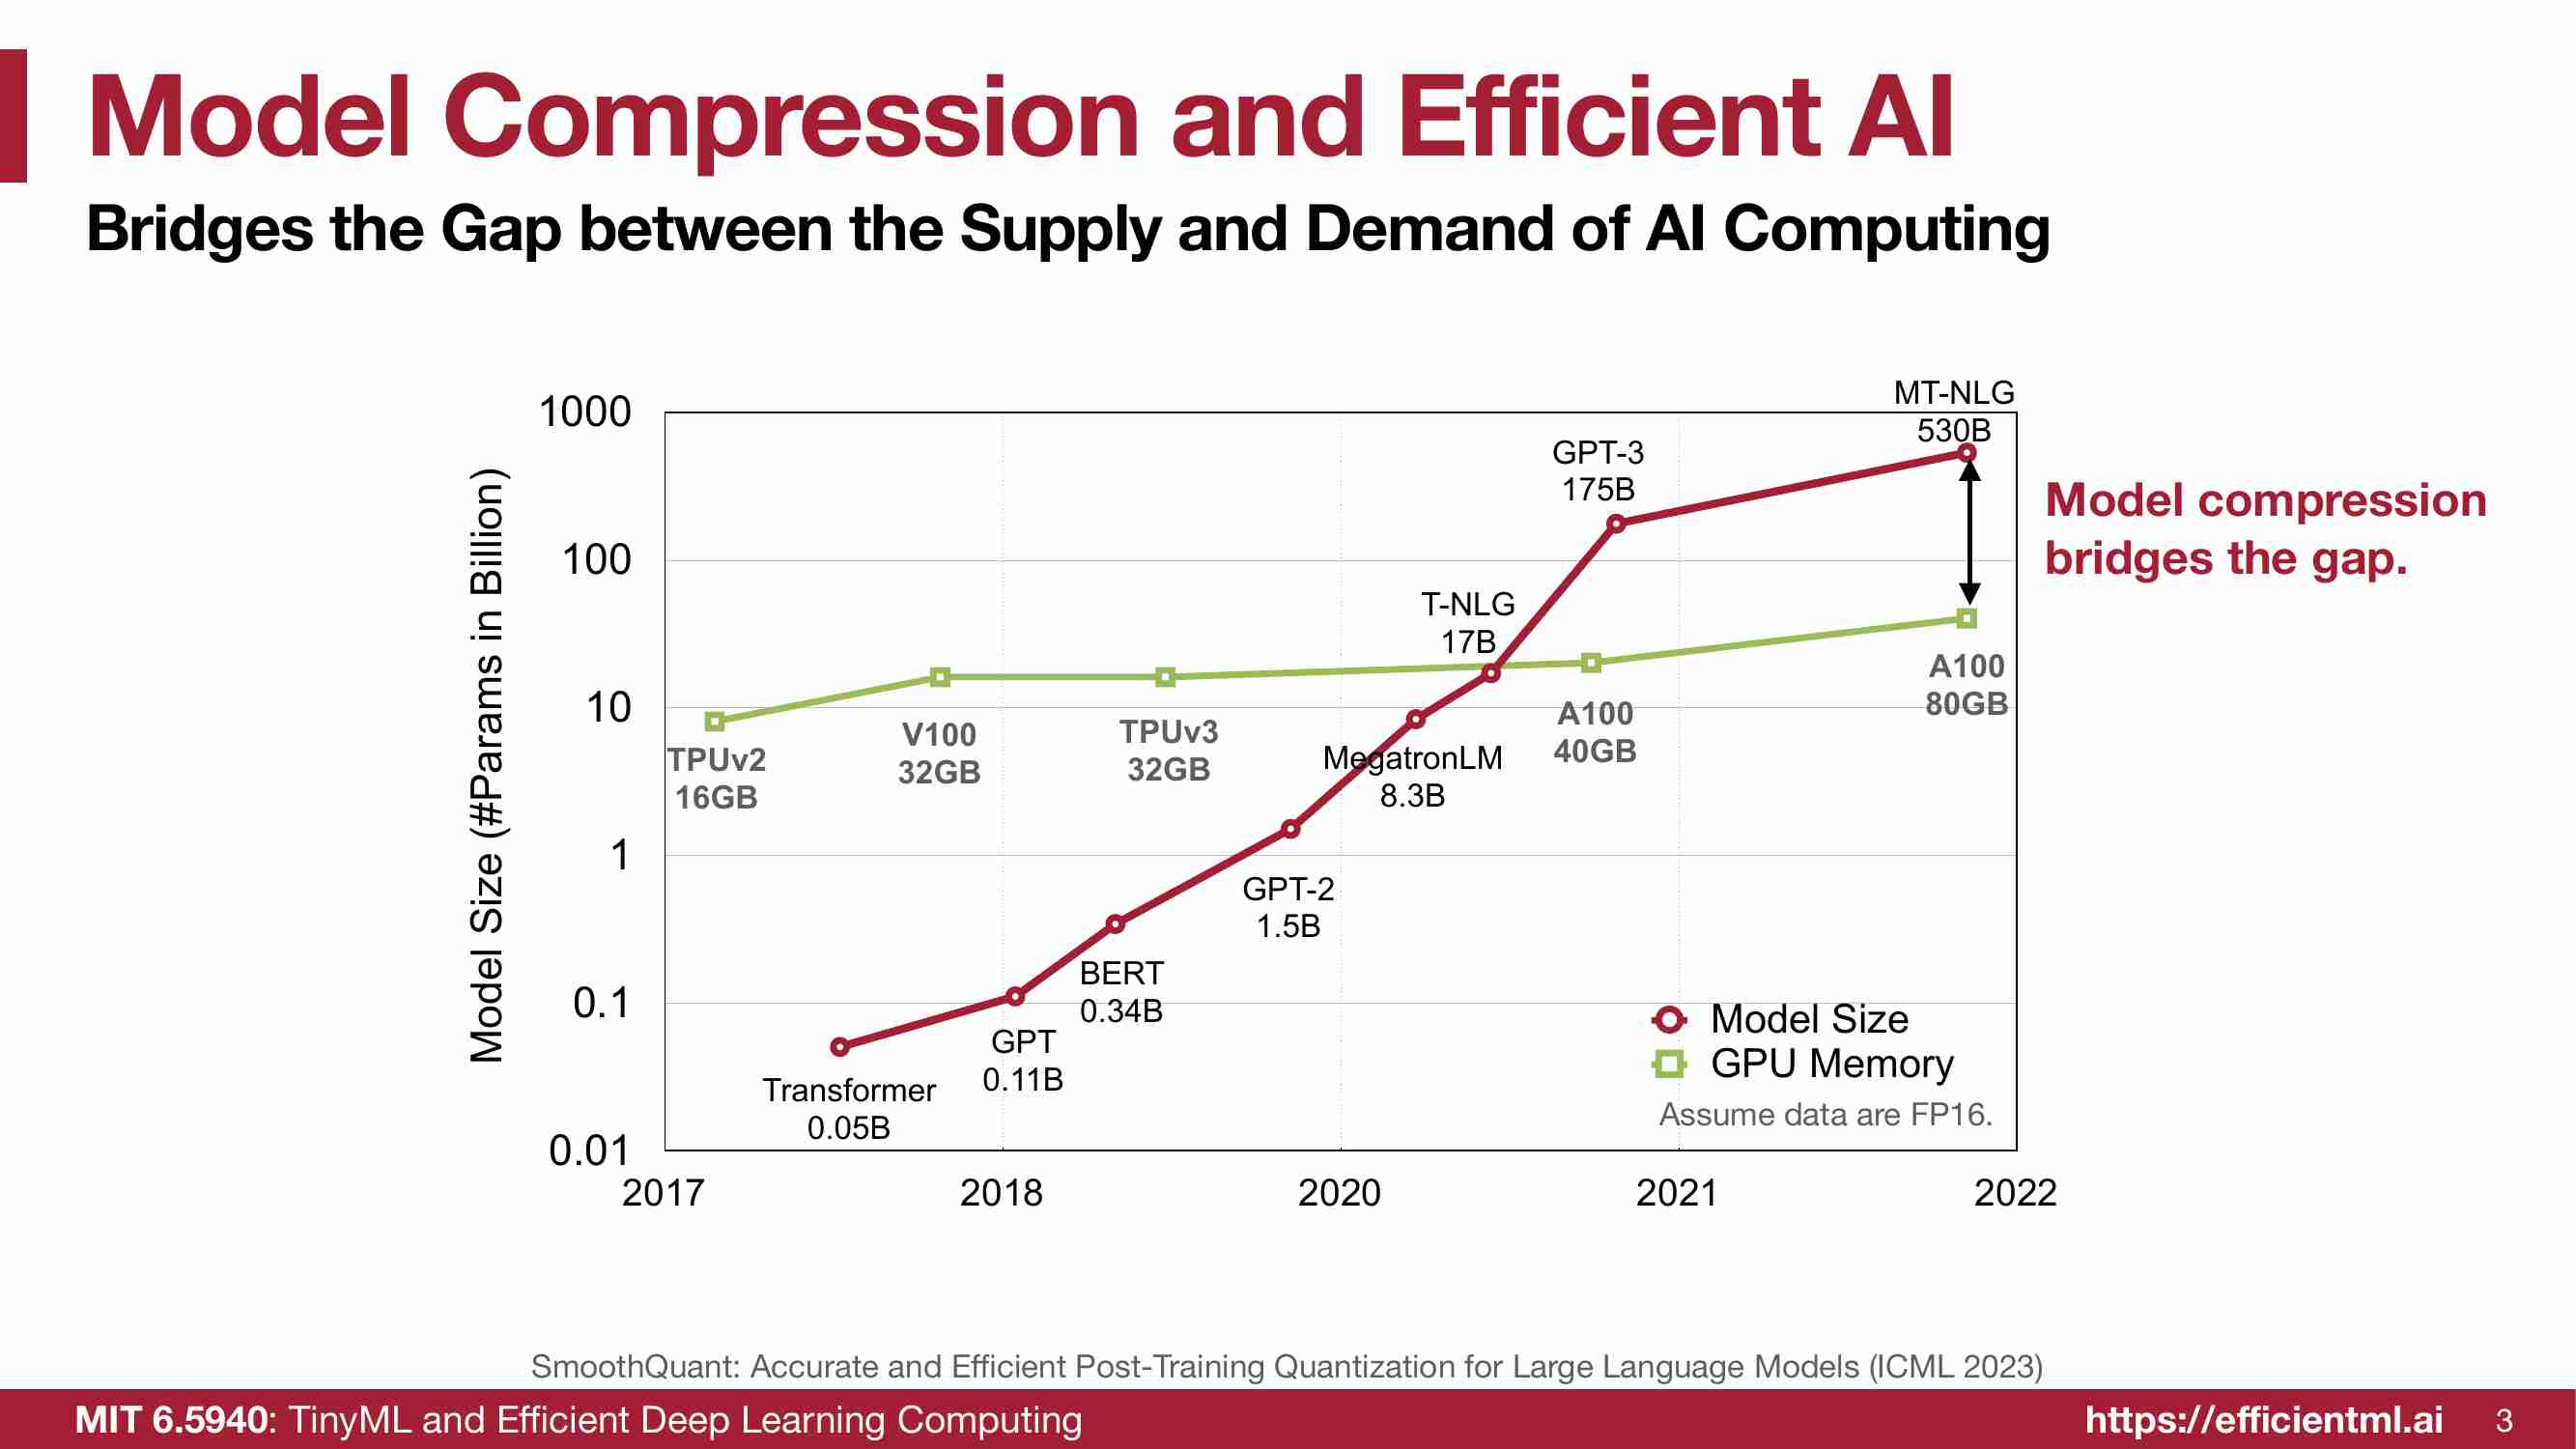 Model Compression and Efficient AI
Bridges the Gap between the Supply and Demand of AI Computing
Model Size (#Params in Billion)
1000
100
10
1
0.1
0.01
2017
2018
2020
2021
2022
TPUv2
16GB
V100
32GB
TPUv3
32GB
A100
40GB
A100
80GB
Transformer
0.05B
GPT
0.11B
BERT
0.34B
GPT-2
1.5B
MegatronLM
8.3B
T-NLG
17B
GPT-3
175B
MT-NLG
530B
Model compression
bridges the gap.
Model Size
GPU Memory
Assume data are FP16.
SmoothQuant: Accurate and Efficient Post-Training Quantization for Large Language Models (ICML 2023)
MIT 6.5940: TinyML and Efficient Deep Learning Computing
https://efficientml.ai
3